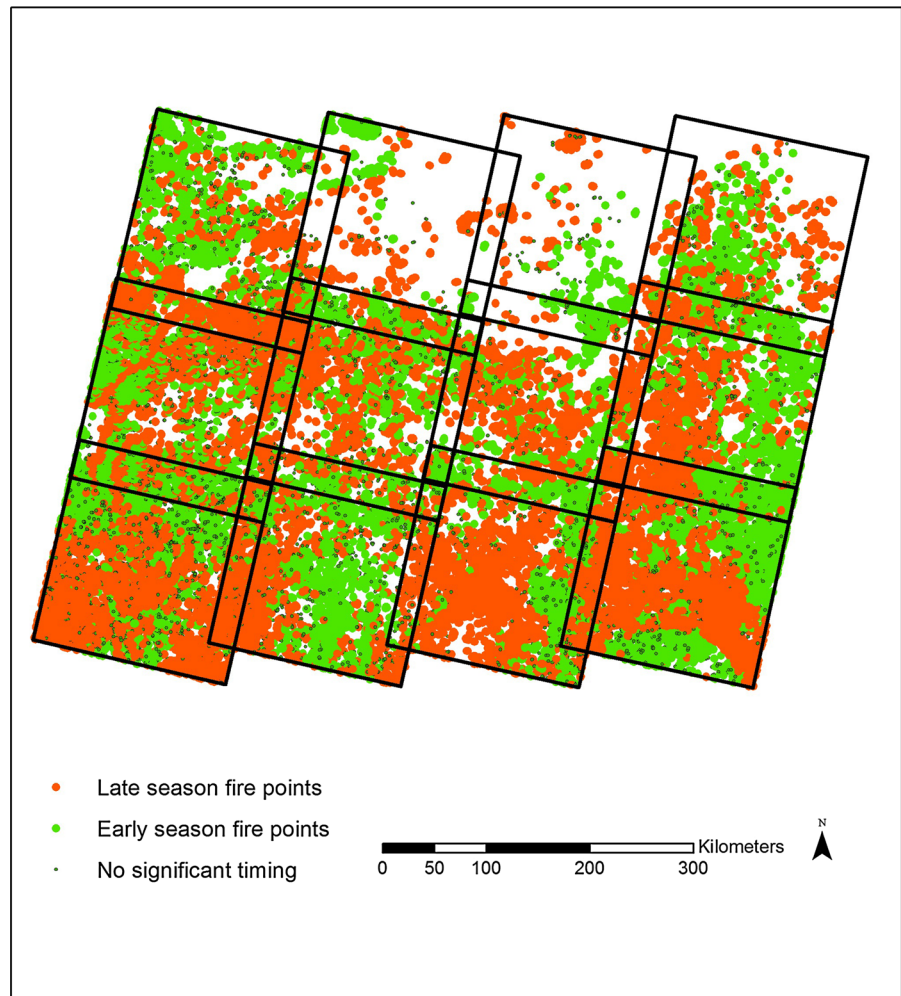 Late season fire points
Early season fire points
No significant timing
N
Kilometers
0 50 100 200 300